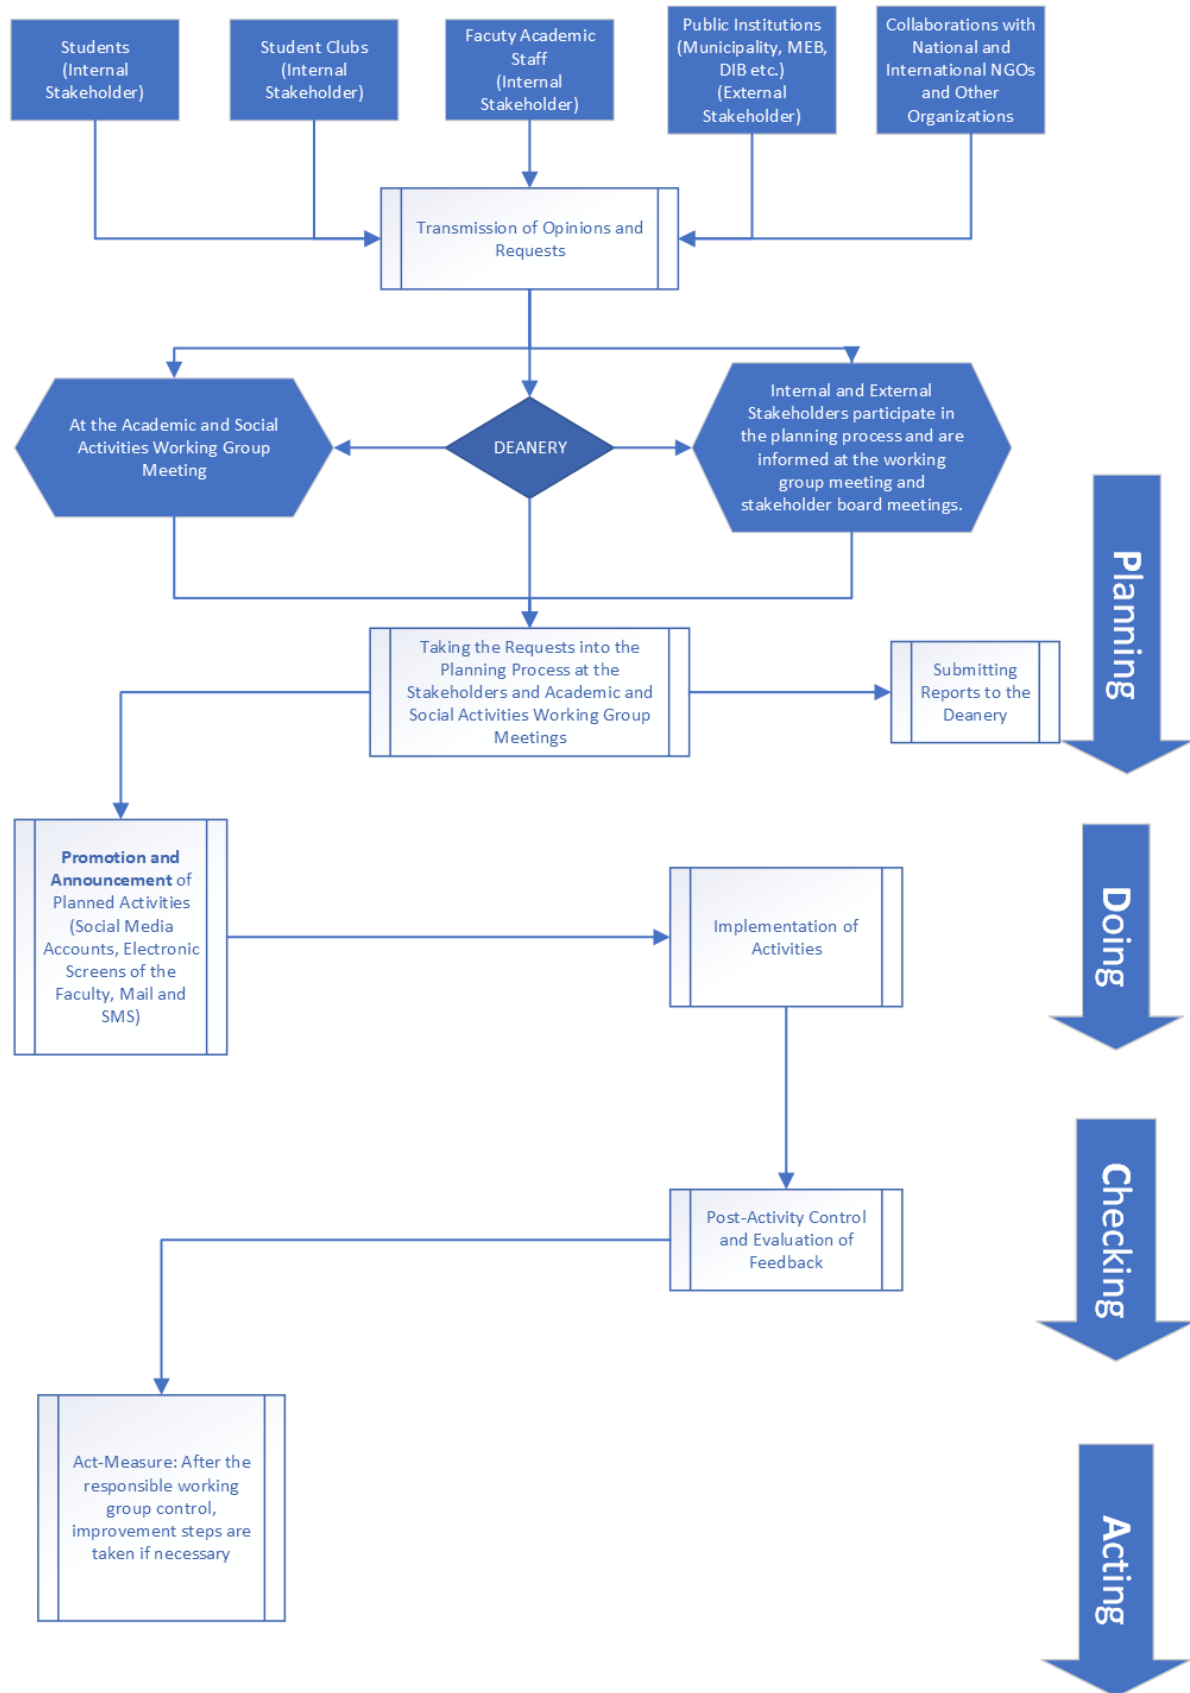 Students
(Internal
Stakeholder)
Student Clubs
(Internal
Stakeholder)
Facuty Academic
Staff
(Internal
Stakeholder)
Public Institutions
(Municipality, MEB,
DIB etc.)
(External
Stakeholder)
Collaborations with
National and
International NGOs
and Other
Organizations
Transmission of Opinions and
Requests
At the Academic and Social
Activities Working Group
Meeting
DEANERY
Internal and External
Stakeholders participate in
the planning process and are
informed at the working
group meeting and
stakeholder board meetings.
Planning
Taking the Requests into the
Planning Process at the
Stakeholders and Academic and
Social Activities Working Group
Meetings
Submitting
Reports to the
Deanery
Promotion and
Announcement of
Planned Activities
(Social Media
Accounts, Electronic
Screens of the
Faculty, Mail and
SMS)
Implementation of
Activities
Doing
Post-Activity Control
and Evaluation of
Feedback
Checking
Act-Measure: After the
responsible working
group control,
improvement steps are
taken if necessary
Acting